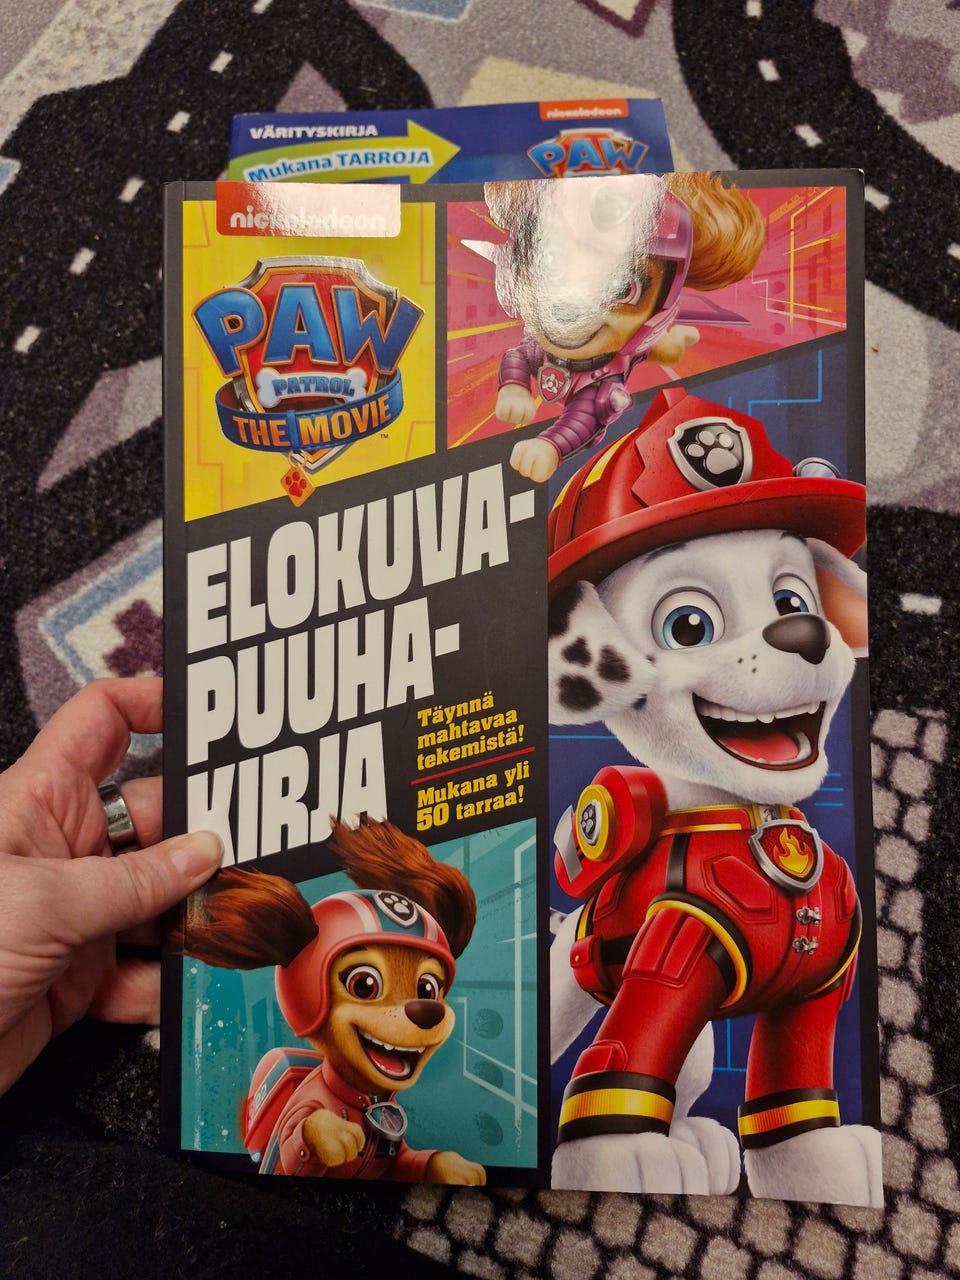 VÄRITYSKIRJA
Mukana TARROJA
nickelodeon
PAW
nickelodeon
PAW
PATROL
THE MOVIE™
ELOKUVA-
PUUHA-
KIRJA
Täynnä
mahtavaa
tekemistä!
Mukana yli
50 tarraa!